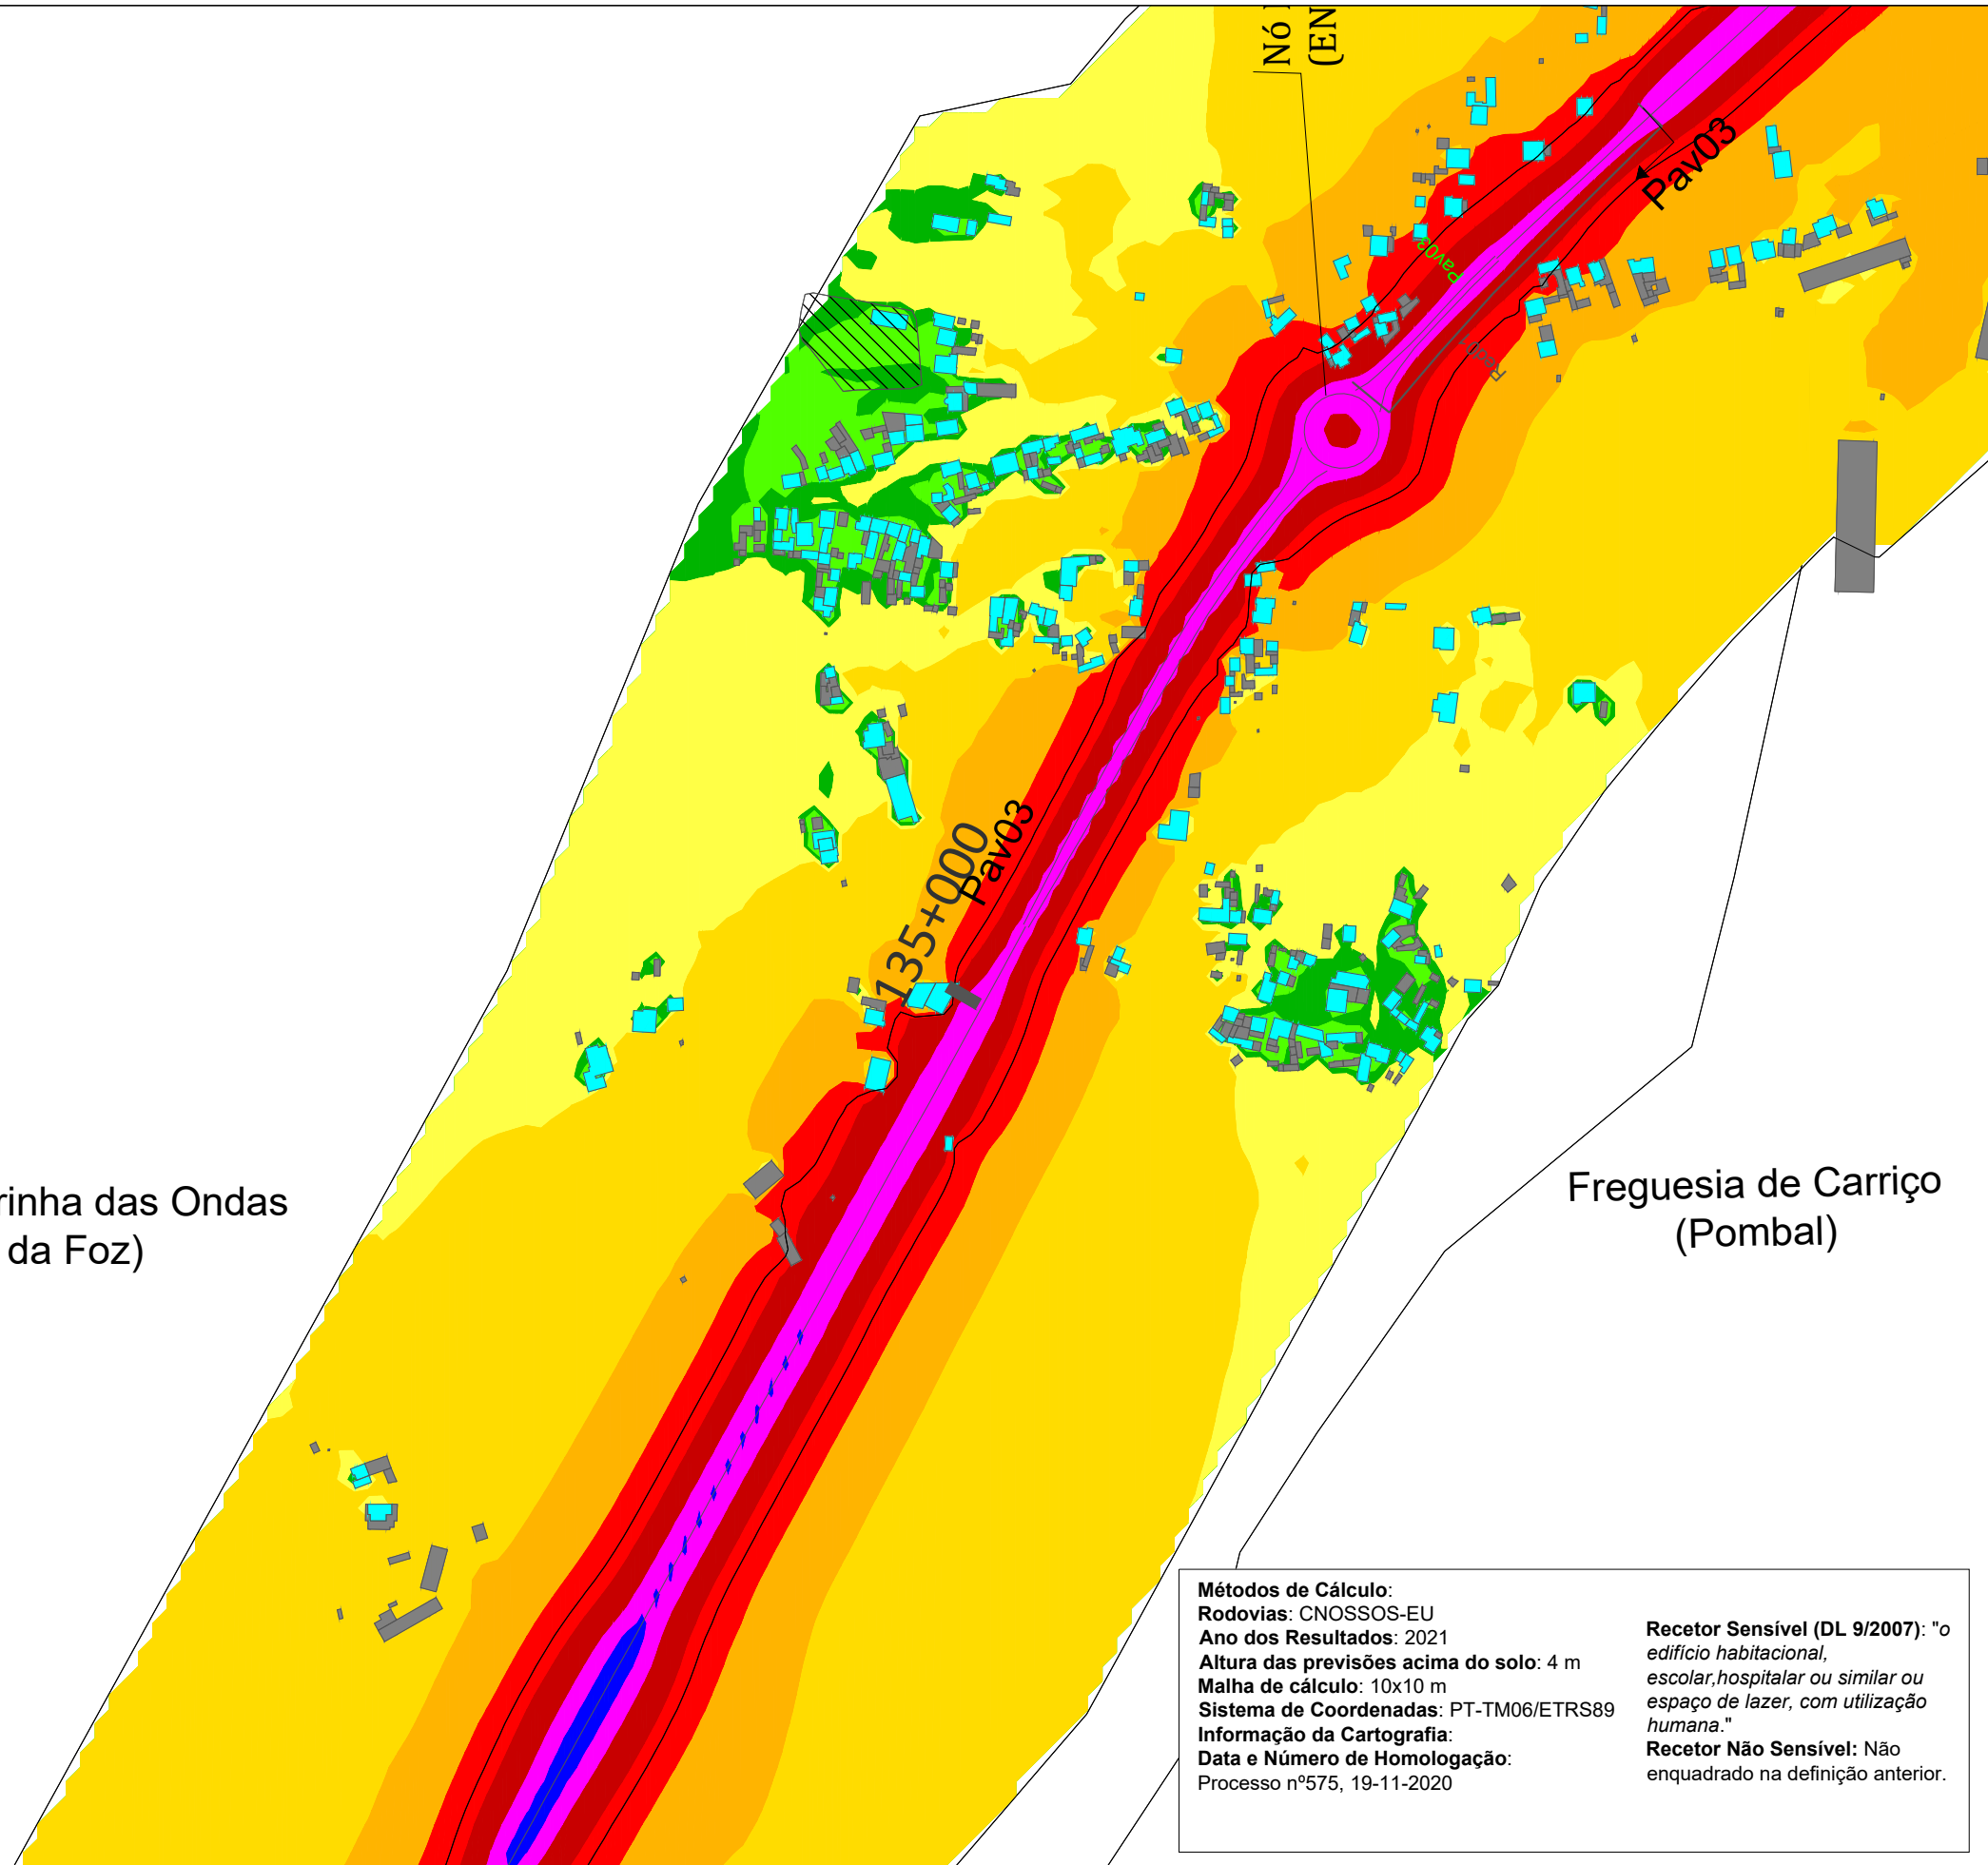 Nó
(EN
Pav03
Pav03
Pav03
135+000
rinha das Ondas
da Foz)
Freguesia de Carriço
(Pombal)
Métodos de Cálculo:
Rodovias: CNOSSOS-EU
Ano dos Resultados: 2021
Altura das previsões acima do solo: 4 m
Malha de cálculo: 10x10 m
Sistema de Coordenadas: PT-TM06/ETRS89
Informação da Cartografia:
Data e Número de Homologação:
Processo nº575, 19-11-2020
Recetor Sensível (DL 9/2007): "o
edifício habitacional,
escolar,hospitalar ou similar ou
espaço de lazer, com utilização
humana."
Recetor Não Sensível: Não
enquadrado na definição anterior.